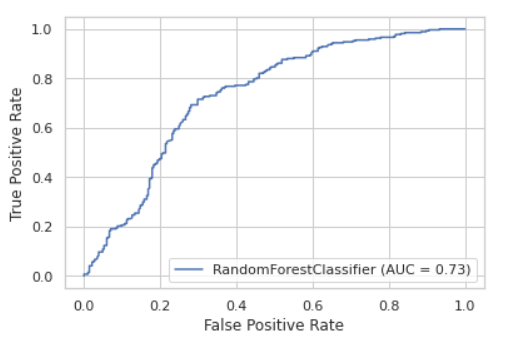 1.0
0.8
0.6
0.4
0.2
0.0
True Positive Rate
RandomForestClassifier (AUC = 0.73)
0.0 0.2 0.4 0.6 0.8 1.0
False Positive Rate